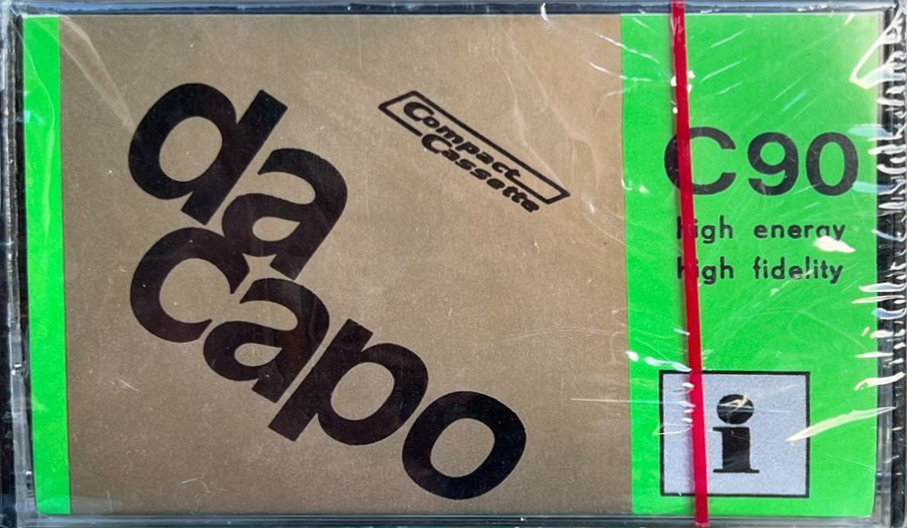 da
capo
Compact
Cassette
C90
high energy
high fidelity
i